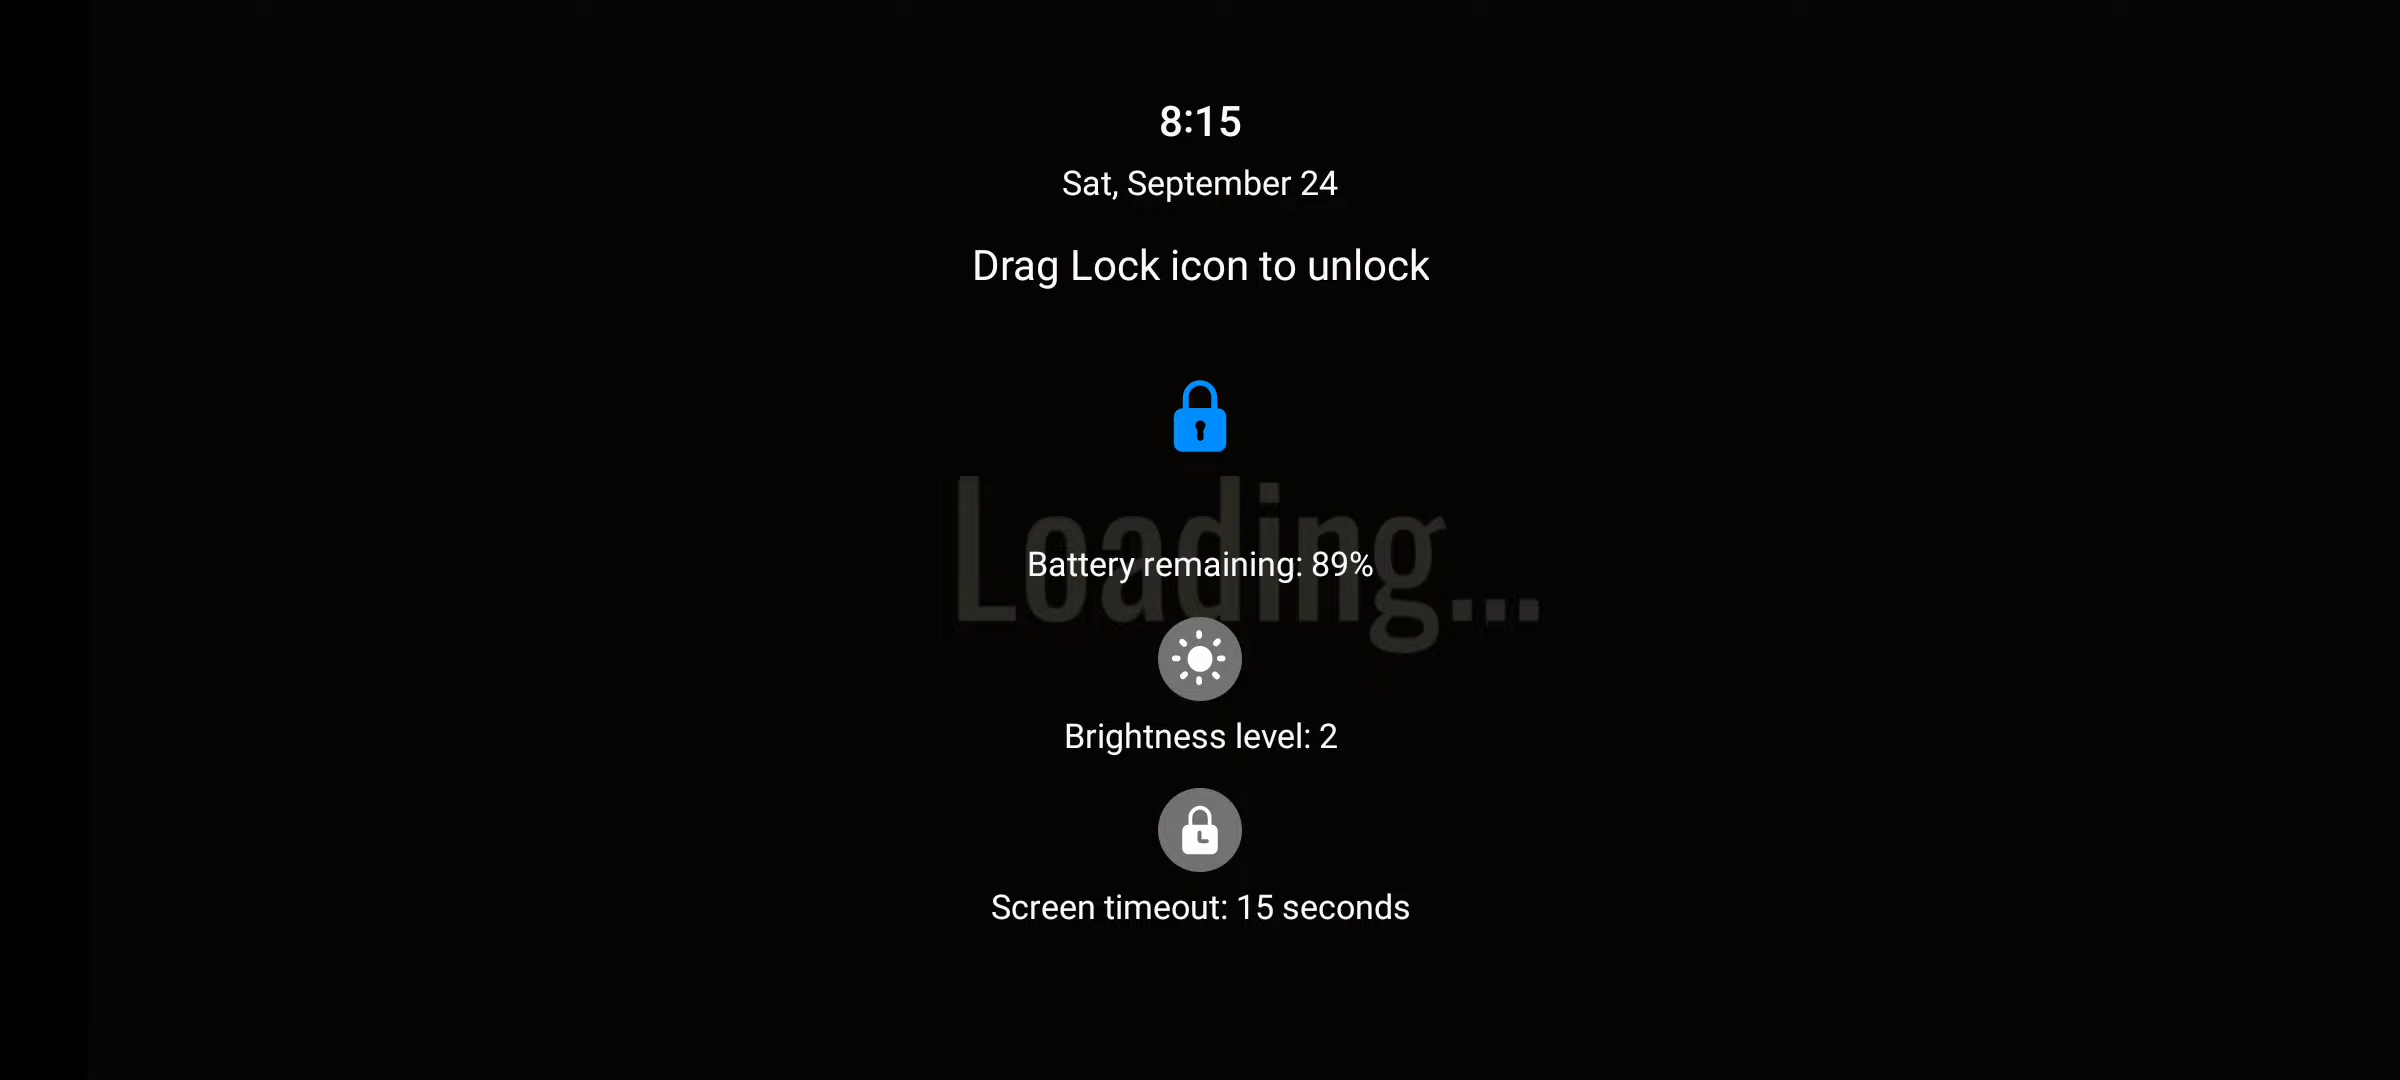 8:15
Sat, September 24
Drag Lock icon to unlock
Loading...
Battery remaining: 89%
Brightness level: 2
Screen timeout: 15 seconds